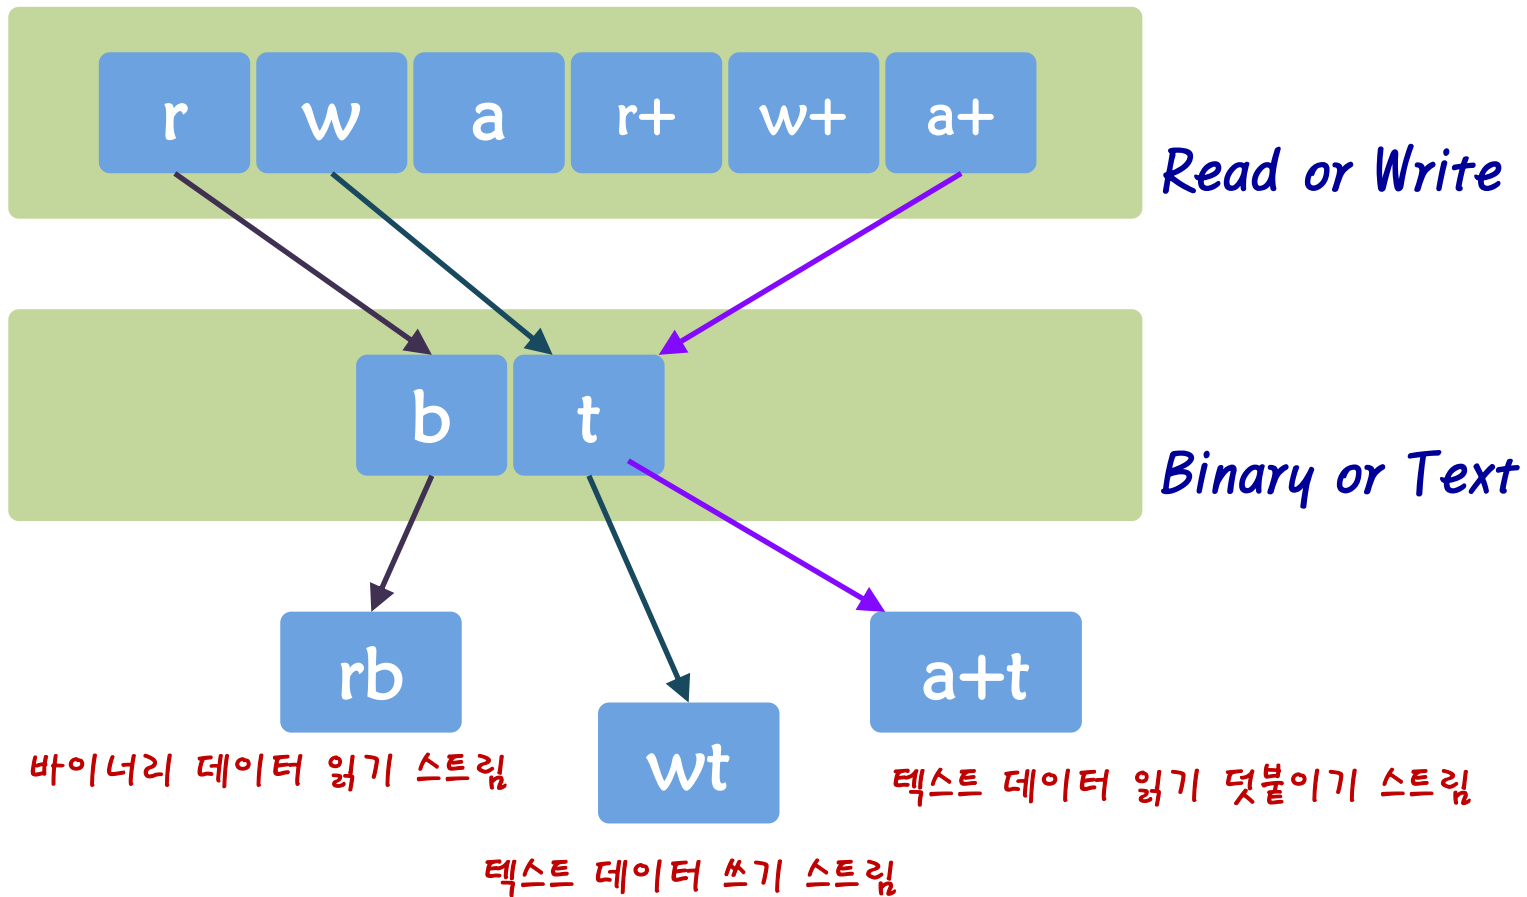 r w a r+ w+ a+
Read or Write
b t
Binary or Text
rb
wt
a+t
바이너리 데이터 읽기 스트림
텍스트 데이터 읽기 덧붙이기 스트림
텍스트 데이터 쓰기 스트림